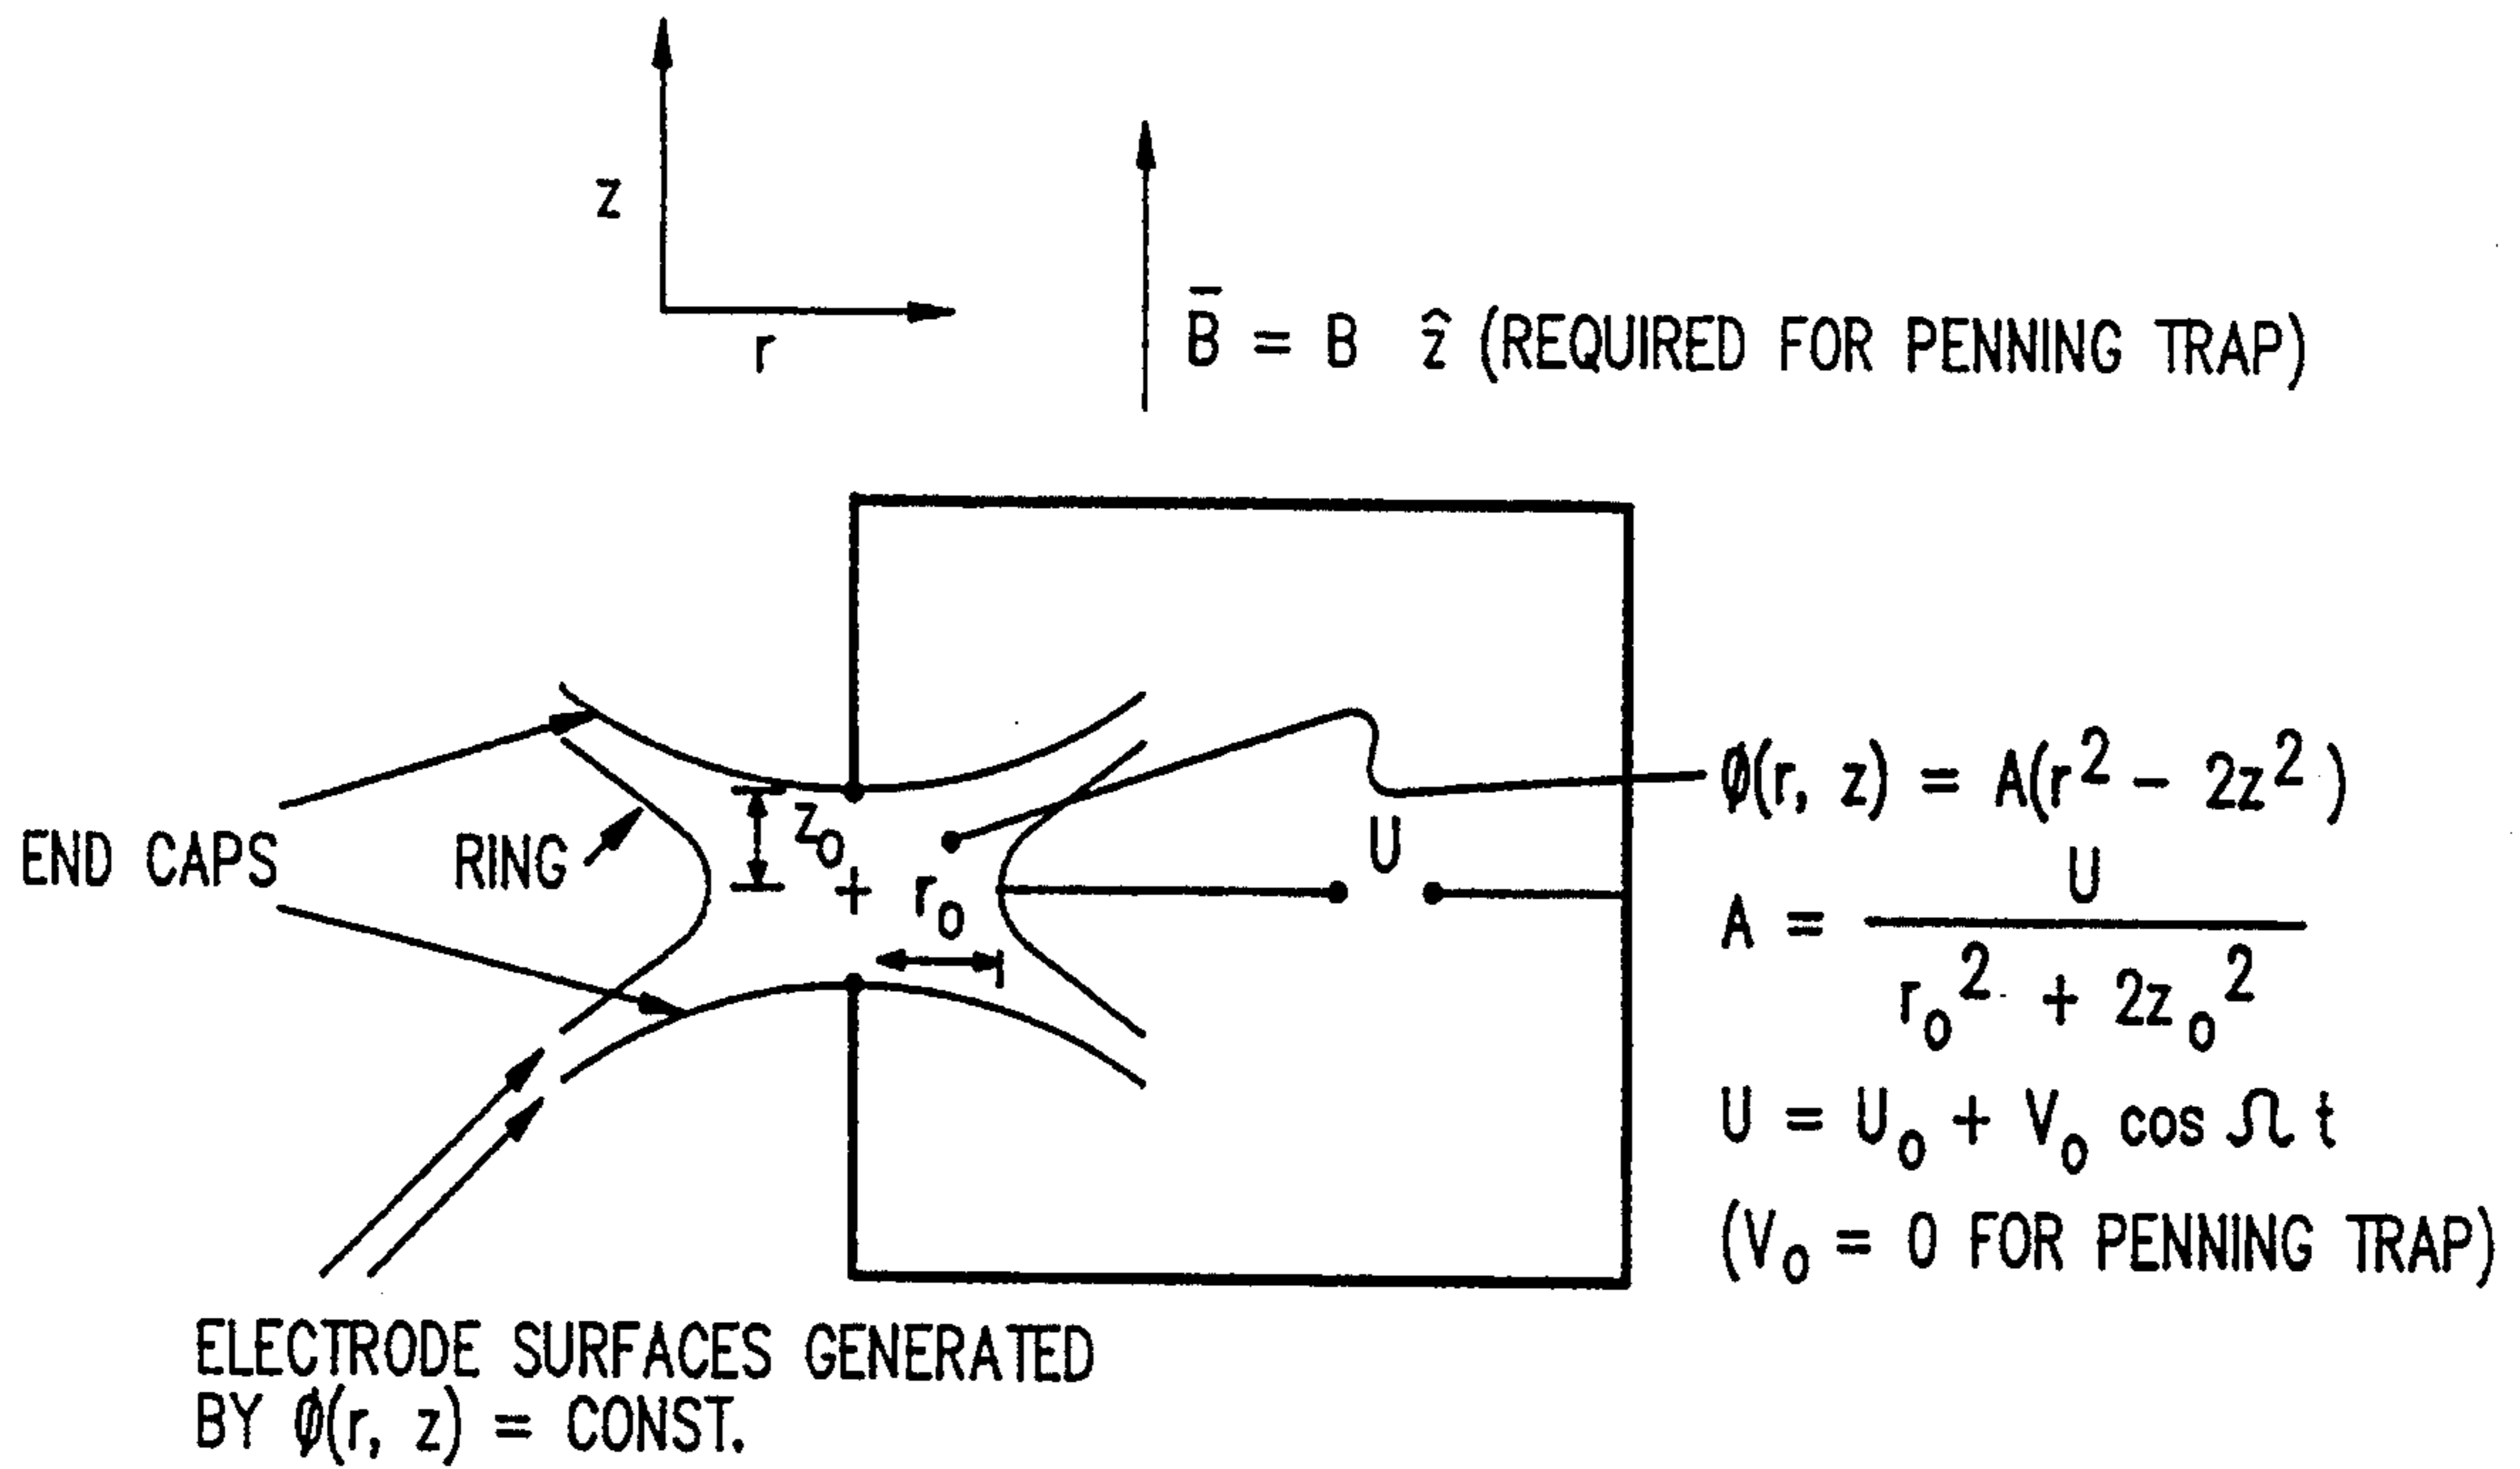 z
r
B̅ = B ẑ (REQUIRED FOR PENNING TRAP)
END CAPS
RING
z₀
r₀
U
Ø(r, z) = A(r² – 2z²)
A = U / (r₀² + 2z₀²)
U = U₀ + V₀ cos Ω t
(V₀ = 0 FOR PENNING TRAP)
ELECTRODE SURFACES GENERATED
BY Ø(r, z) = CONST.